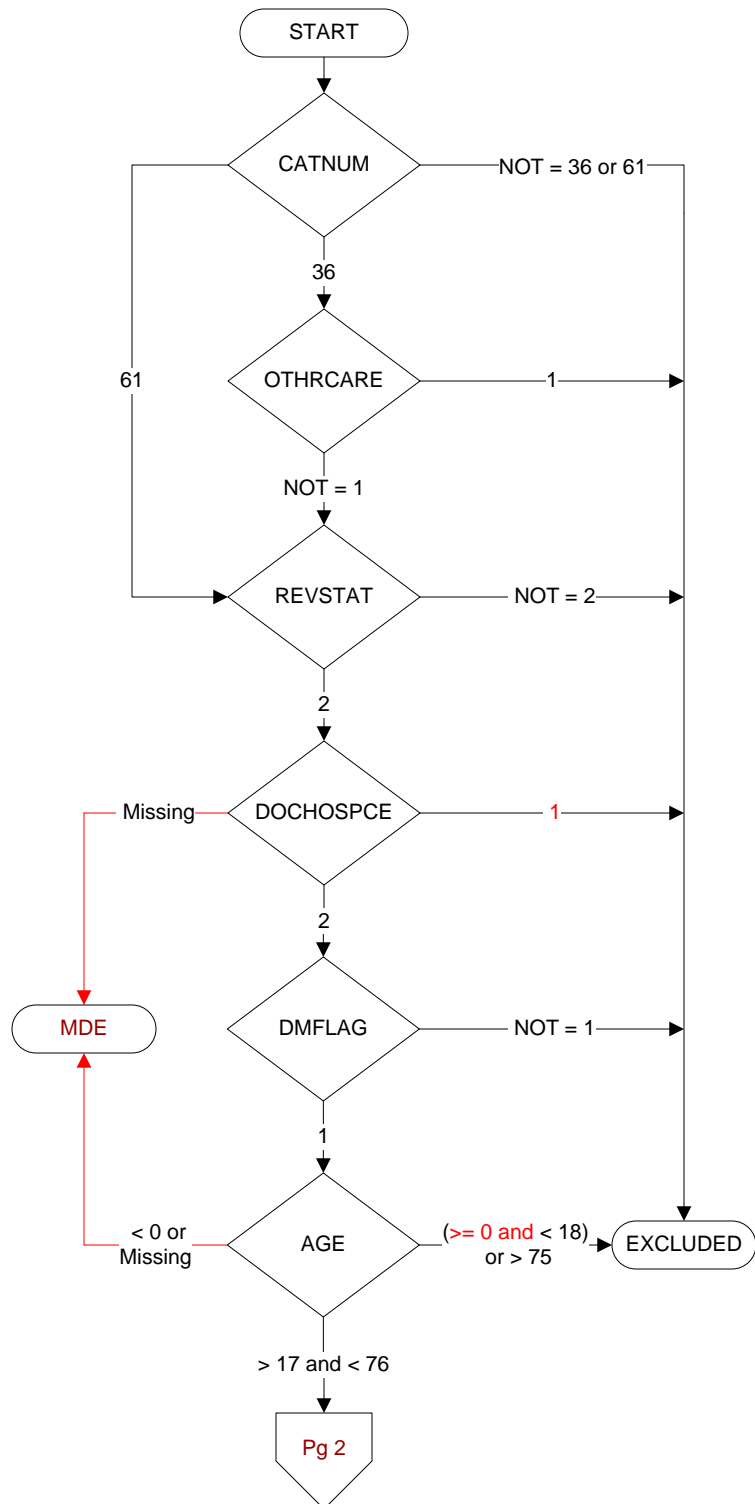 START
CATNUM
NOT = 36 or 61
36
61
OTHRCARE
1
NOT = 1
REVSTAT
NOT = 2
2
Missing
DOCHOSPCE
1
2
MDE
DMFLAG
NOT = 1
1
< 0 or
Missing
AGE
(>= 0 and < 18)
or > 75
EXCLUDED
> 17 and < 76
Pg 2